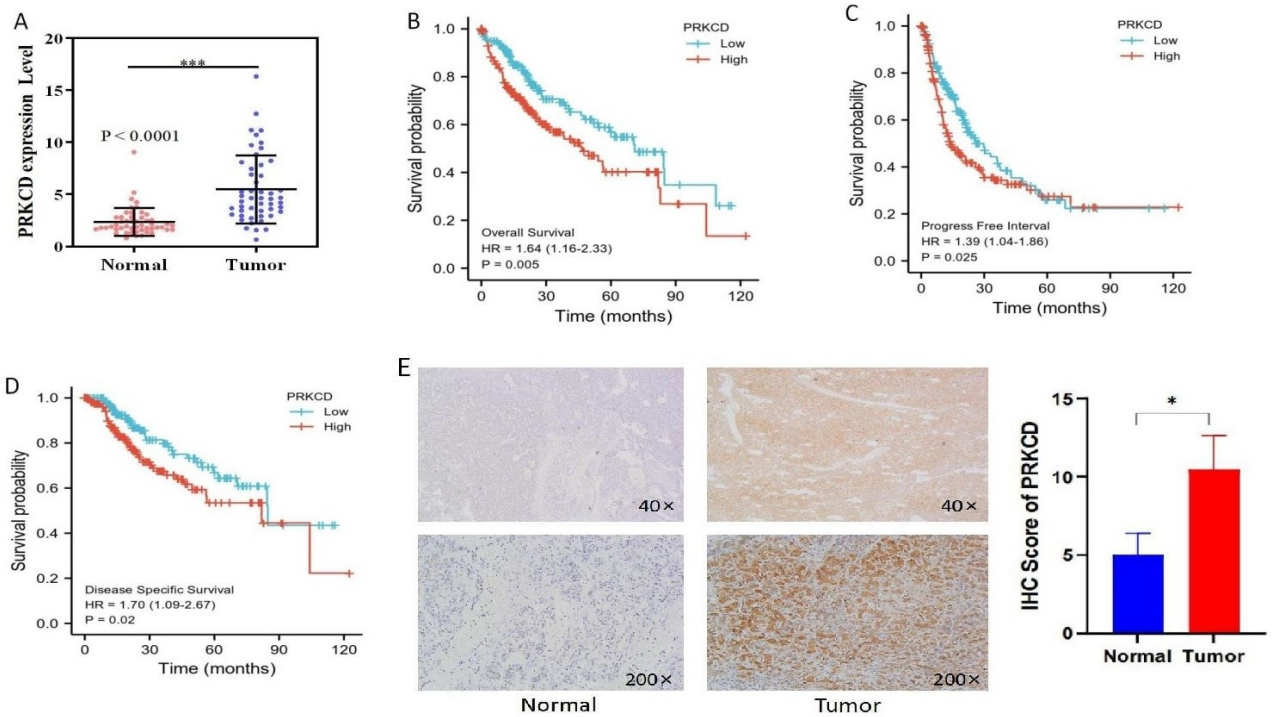 A
PRKCD expression Level
20
15
10
5
0
***
P < 0.0001
Normal
Tumor
B
Survival probability
1.0
0.8
0.6
0.4
0.2
0.0
PRKCD
Low
High
Overall Survival
HR = 1.64 (1.16-2.33)
P = 0.005
0 30 60 90 120
Time (months)
C
Survival probability
1.0
0.8
0.6
0.4
0.2
0.0
PRKCD
Low
High
Progress Free Interval
HR = 1.39 (1.04-1.86)
P = 0.025
0 30 60 90 120
Time (months)
D
Survival probability
1.0
0.8
0.6
0.4
0.2
0.0
PRKCD
Low
High
Disease Specific Survival
HR = 1.70 (1.09-2.67)
P = 0.02
0 30 60 90 120
Time (months)
E
40×
40×
200×
200×
Normal
Tumor
IHC Score of PRKCD
15
10
5
0
*
Normal Tumor